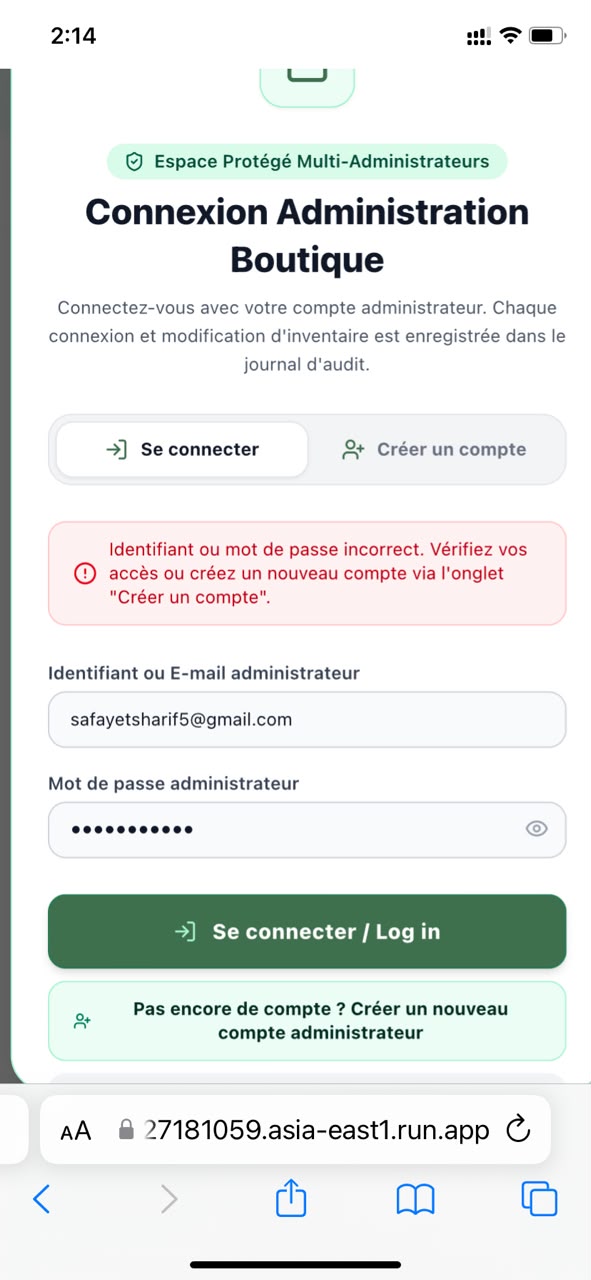 2:14
Espace Protégé Multi-Administrateurs
Connexion Administration
Boutique
Connectez-vous avec votre compte administrateur. Chaque
connexion et modification d'inventaire est enregistrée dans le
journal d'audit.
Se connecter
Créer un compte
Identifiant ou mot de passe incorrect. Vérifiez vos
accès ou créez un nouveau compte via l'onglet
"Créer un compte".
Identifiant ou E-mail administrateur
safayetsharif5@gmail.com
Mot de passe administrateur
•••••••••••
Se connecter / Log in
Pas encore de compte ? Créer un nouveau
compte administrateur
AA 27181059.asia-east1.run.app